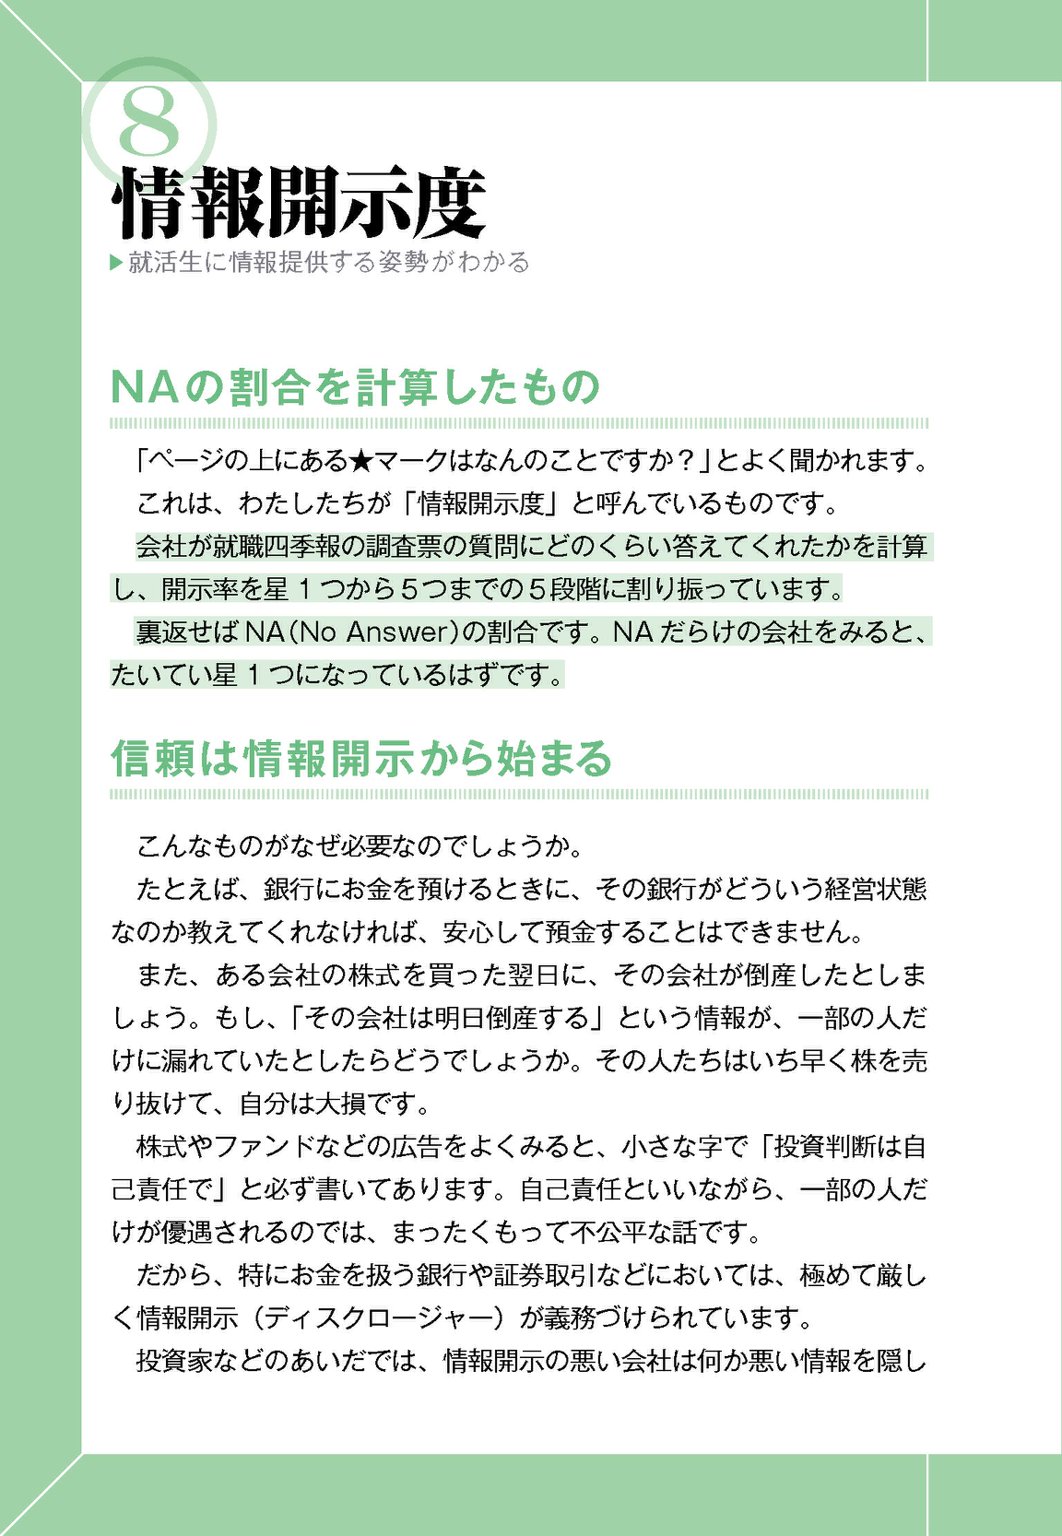 8
情報開示度
▶就活生に情報提供する姿勢がわかる
NAの割合を計算したもの
「ページの上にある★マークはなんのことですか？」とよく聞かれます。
これは、わたしたちが「情報開示度」と呼んでいるものです。
会社が就職四季報の調査票の質問にどのくらい答えてくれたかを計算
し、開示率を星１つから５つまでの５段階に割り振っています。
裏返せばNA（No Answer）の割合です。NAだらけの会社をみると、
たいてい星１つになっているはずです。
信頼は情報開示から始まる
こんなものがなぜ必要なのでしょうか。
たとえば、銀行にお金を預けるときに、その銀行がどういう経営状態
なのか教えてくれなければ、安心して預金することはできません。
また、ある会社の株式を買った翌日に、その会社が倒産したとしま
しょう。もし、「その会社は明日倒産する」という情報が、一部の人だ
けに漏れていたとしたらどうでしょうか。その人たちはいち早く株を売
り抜けて、自分は大損です。
株式やファンドなどの広告をよくみると、小さな字で「投資判断は自
己責任で」と必ず書いてあります。自己責任といいながら、一部の人だ
けが優遇されるのでは、まったくもって不公平な話です。
だから、特にお金を扱う銀行や証券取引などにおいては、極めて厳し
く情報開示（ディスクロージャー）が義務づけられています。
投資家などのあいだでは、情報開示の悪い会社は何か悪い情報を隠し